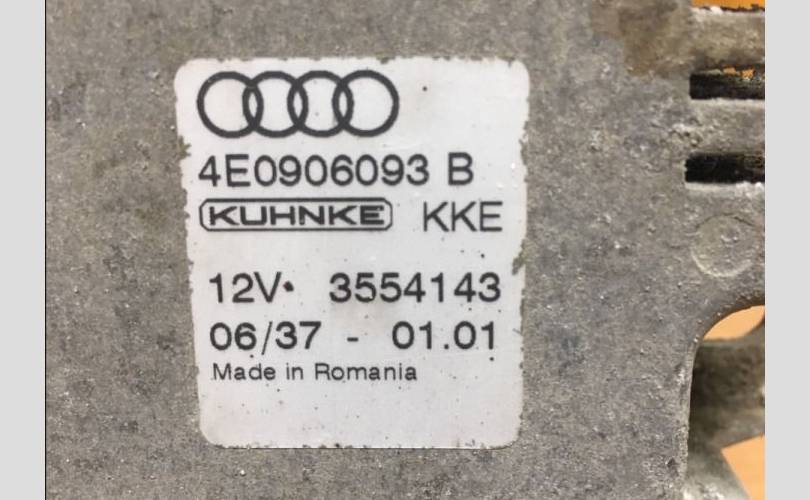 4E0906093 B
KUHNKE KKE
12V 3554143
06/37 - 01.01
Made in Romania